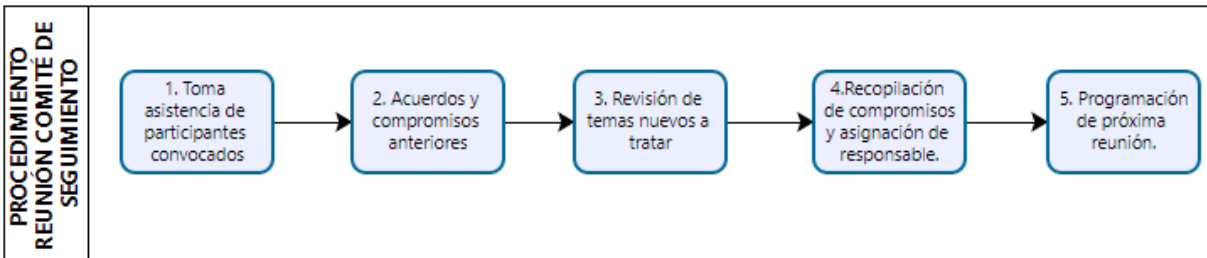 PROCEDIMIENTO
REUNIÓN COMITÉ DE
SEGUIMIENTO
1. Toma
asistencia de
participantes
convocados
2. Acuerdos y
compromisos
anteriores
3. Revisión de
temas nuevos a
tratar
4.Recopilación
de compromisos
y asignación de
responsable.
5. Programación
de próxima
reunión.